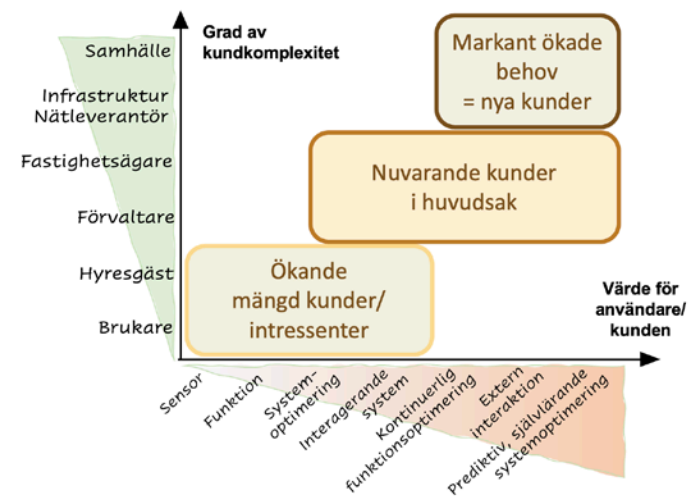 Grad av
kundkomplexitet
Samhälle
Infrastruktur
Nätleverantör
Fastighetsägare
Förvaltare
Hyresgäst
Brukare
Markant ökade
behov
= nya kunder
Nuvarande kunder
i huvudsak
Ökande
mängd kunder/
intressenter
Värde för
användare/
kunden
Sensor
Funktion
System-
optimering
Interagerande
system
Kontinuerlig
funktionsoptimering
Extern
interaktion
Prediktiv, självlärande
systemoptimering